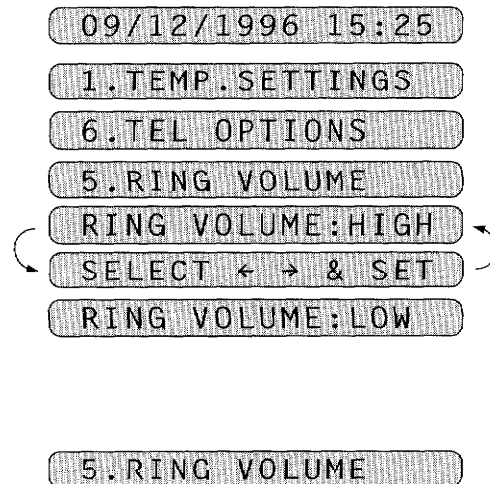 09/12/1996 15:25
1.TEMP.SETTINGS
6.TEL OPTIONS
5.RING VOLUME
RING VOLUME:HIGH
SELECT ← → & SET
RING VOLUME:LOW
5.RING VOLUME